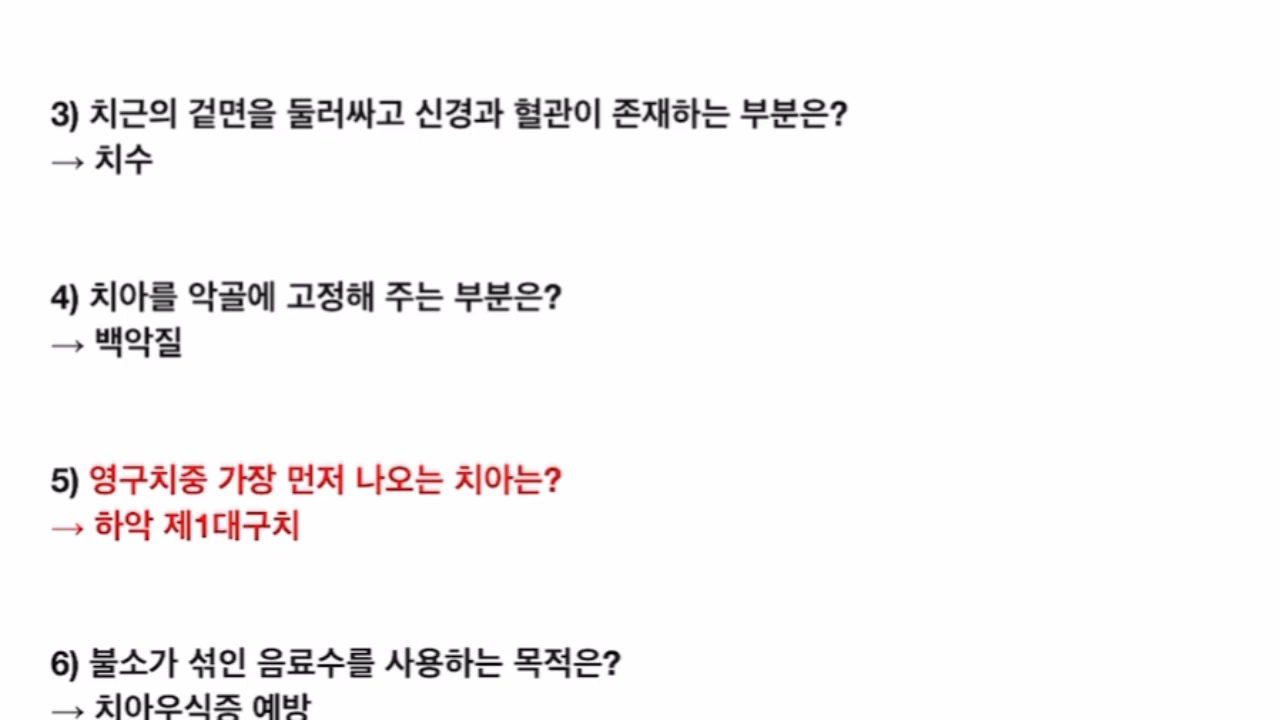 3) 치근의 겉면을 둘러싸고 신경과 혈관이 존재하는 부분은?
→ 치수
4) 치아를 악골에 고정해 주는 부분은?
→ 백악질
5) 영구치중 가장 먼저 나오는 치아는?
→ 하악 제1대구치
6) 불소가 섞인 음료수를 사용하는 목적은?
→ 치아우식증 예방